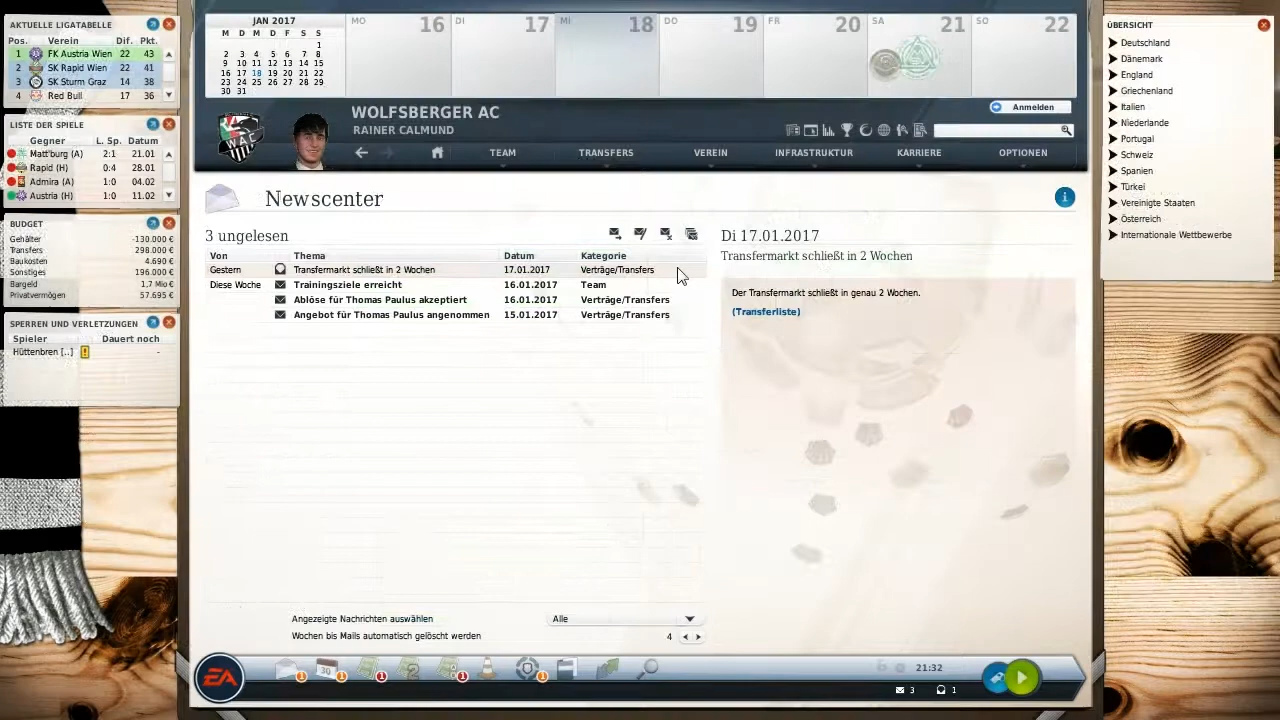 AKTUELLE LIGATABELLE
Pos. Verein Dif. Pkt.
1 FK Austria Wien 22 43
2 SK Rapid Wien 22 41
3 SK Sturm Graz 14 38
4 Red Bull 17 36
LISTE DER SPIELE
Gegner L. Sp. Datum
Matt'burg (A) 2:1 21.01
Rapid (H) 0:4 28.01
Admira (A) 1:0 04.02
Austria (H) 1:0 11.02
BUDGET
Gehälter -130.000 €
Transfers 298.000 €
Baukosten 4.690 €
Sonstiges 196.000 €
Bargeld 1,7 Mio €
Privatvermögen 57.695 €
SPERREN UND VERLETZUNGEN
Spieler Dauert noch
Hüttenbren [..] -
JAN 2017
M D M D F S S
1
2 3 4 5 6 7 8
9 10 11 12 13 14 15
16 17 18 19 20 21 22
23 24 25 26 27 28 29
30 31
MO 16
DI 17
MI 18
DO 19
FR 20
SA 21
SO 22
WOLFSBERGER AC
RAINER CALMUND
Anmelden
WAC
TEAM TRANSFERS VEREIN INFRASTRUKTUR KARRIERE OPTIONEN
Newscenter
3 ungelesen
Von Thema Datum Kategorie
Gestern Transfermarkt schließt in 2 Wochen 17.01.2017 Verträge/Transfers
Diese Woche Trainingsziele erreicht 16.01.2017 Team
Ablöse für Thomas Paulus akzeptiert 16.01.2017 Verträge/Transfers
Angebot für Thomas Paulus angenommen 15.01.2017 Verträge/Transfers
Di 17.01.2017
Transfermarkt schließt in 2 Wochen
Der Transfermarkt schließt in genau 2 Wochen.
(Transferliste)
Angezeigte Nachrichten auswählen Alle
Wochen bis Mails automatisch gelöscht werden 4
EA
30
1 1 1 1 1
21:32
3 1
ÜBERSICHT
Deutschland
Dänemark
England
Griechenland
Italien
Niederlande
Portugal
Schweiz
Spanien
Türkei
Vereinigte Staaten
Österreich
Internationale Wettbewerbe